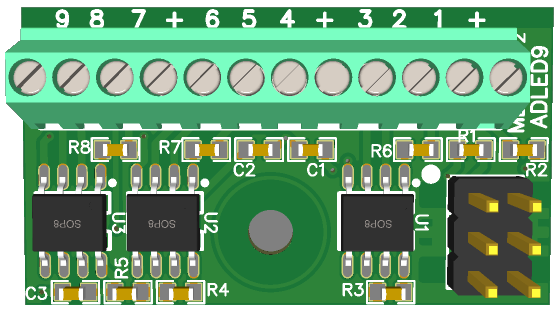 9 8 7 + 6 5 4 + 3 2 1 +
ADLED9
R8
R7
C2
C1
R6
R1
R2
SOP8
U3
SOP8
U2
SOP8
U1
C3
R5
R4
R3